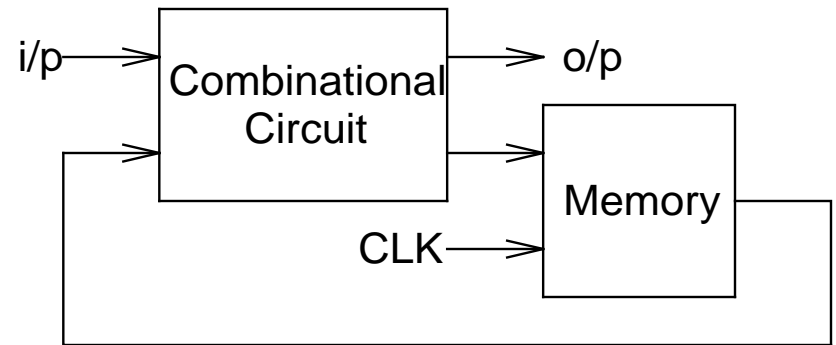 i/p
Combinational
Circuit
o/p
Memory
CLK